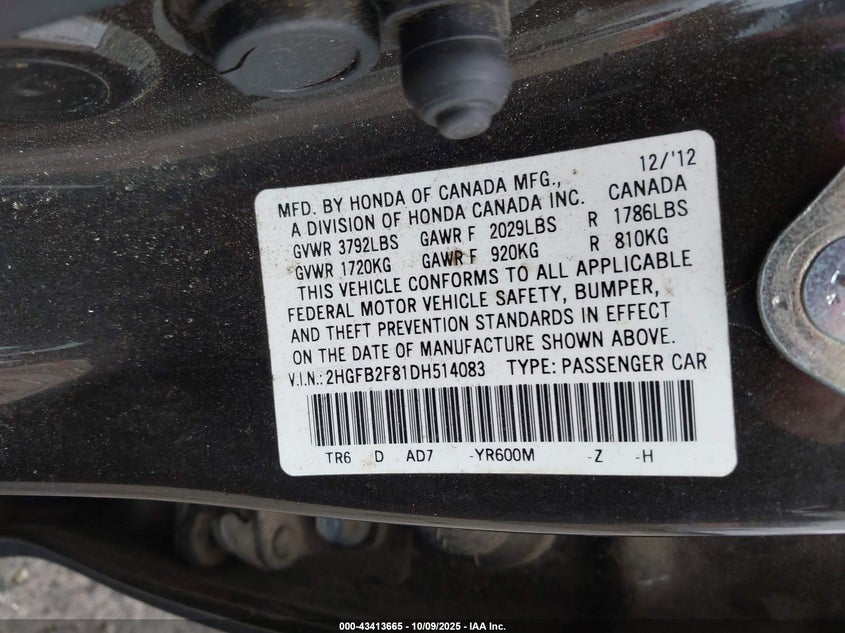 12/'12
MFD. BY HONDA OF CANADA MFG.,
A DIVISION OF HONDA CANADA INC. CANADA
GVWR 3792LBS GAWR F 2029LBS R 1786LBS
GVWR 1720KG GAWR F 920KG R 810KG
THIS VEHICLE CONFORMS TO ALL APPLICABLE
FEDERAL MOTOR VEHICLE SAFETY, BUMPER,
AND THEFT PREVENTION STANDARDS IN EFFECT
ON THE DATE OF MANUFACTURE SHOWN ABOVE.
V.I.N.:2HGFB2F81DH514083 TYPE: PASSENGER CAR
TR6 D AD7 -YR600M -Z -H
000-43413665 - 10/09/2025 - IAA Inc.